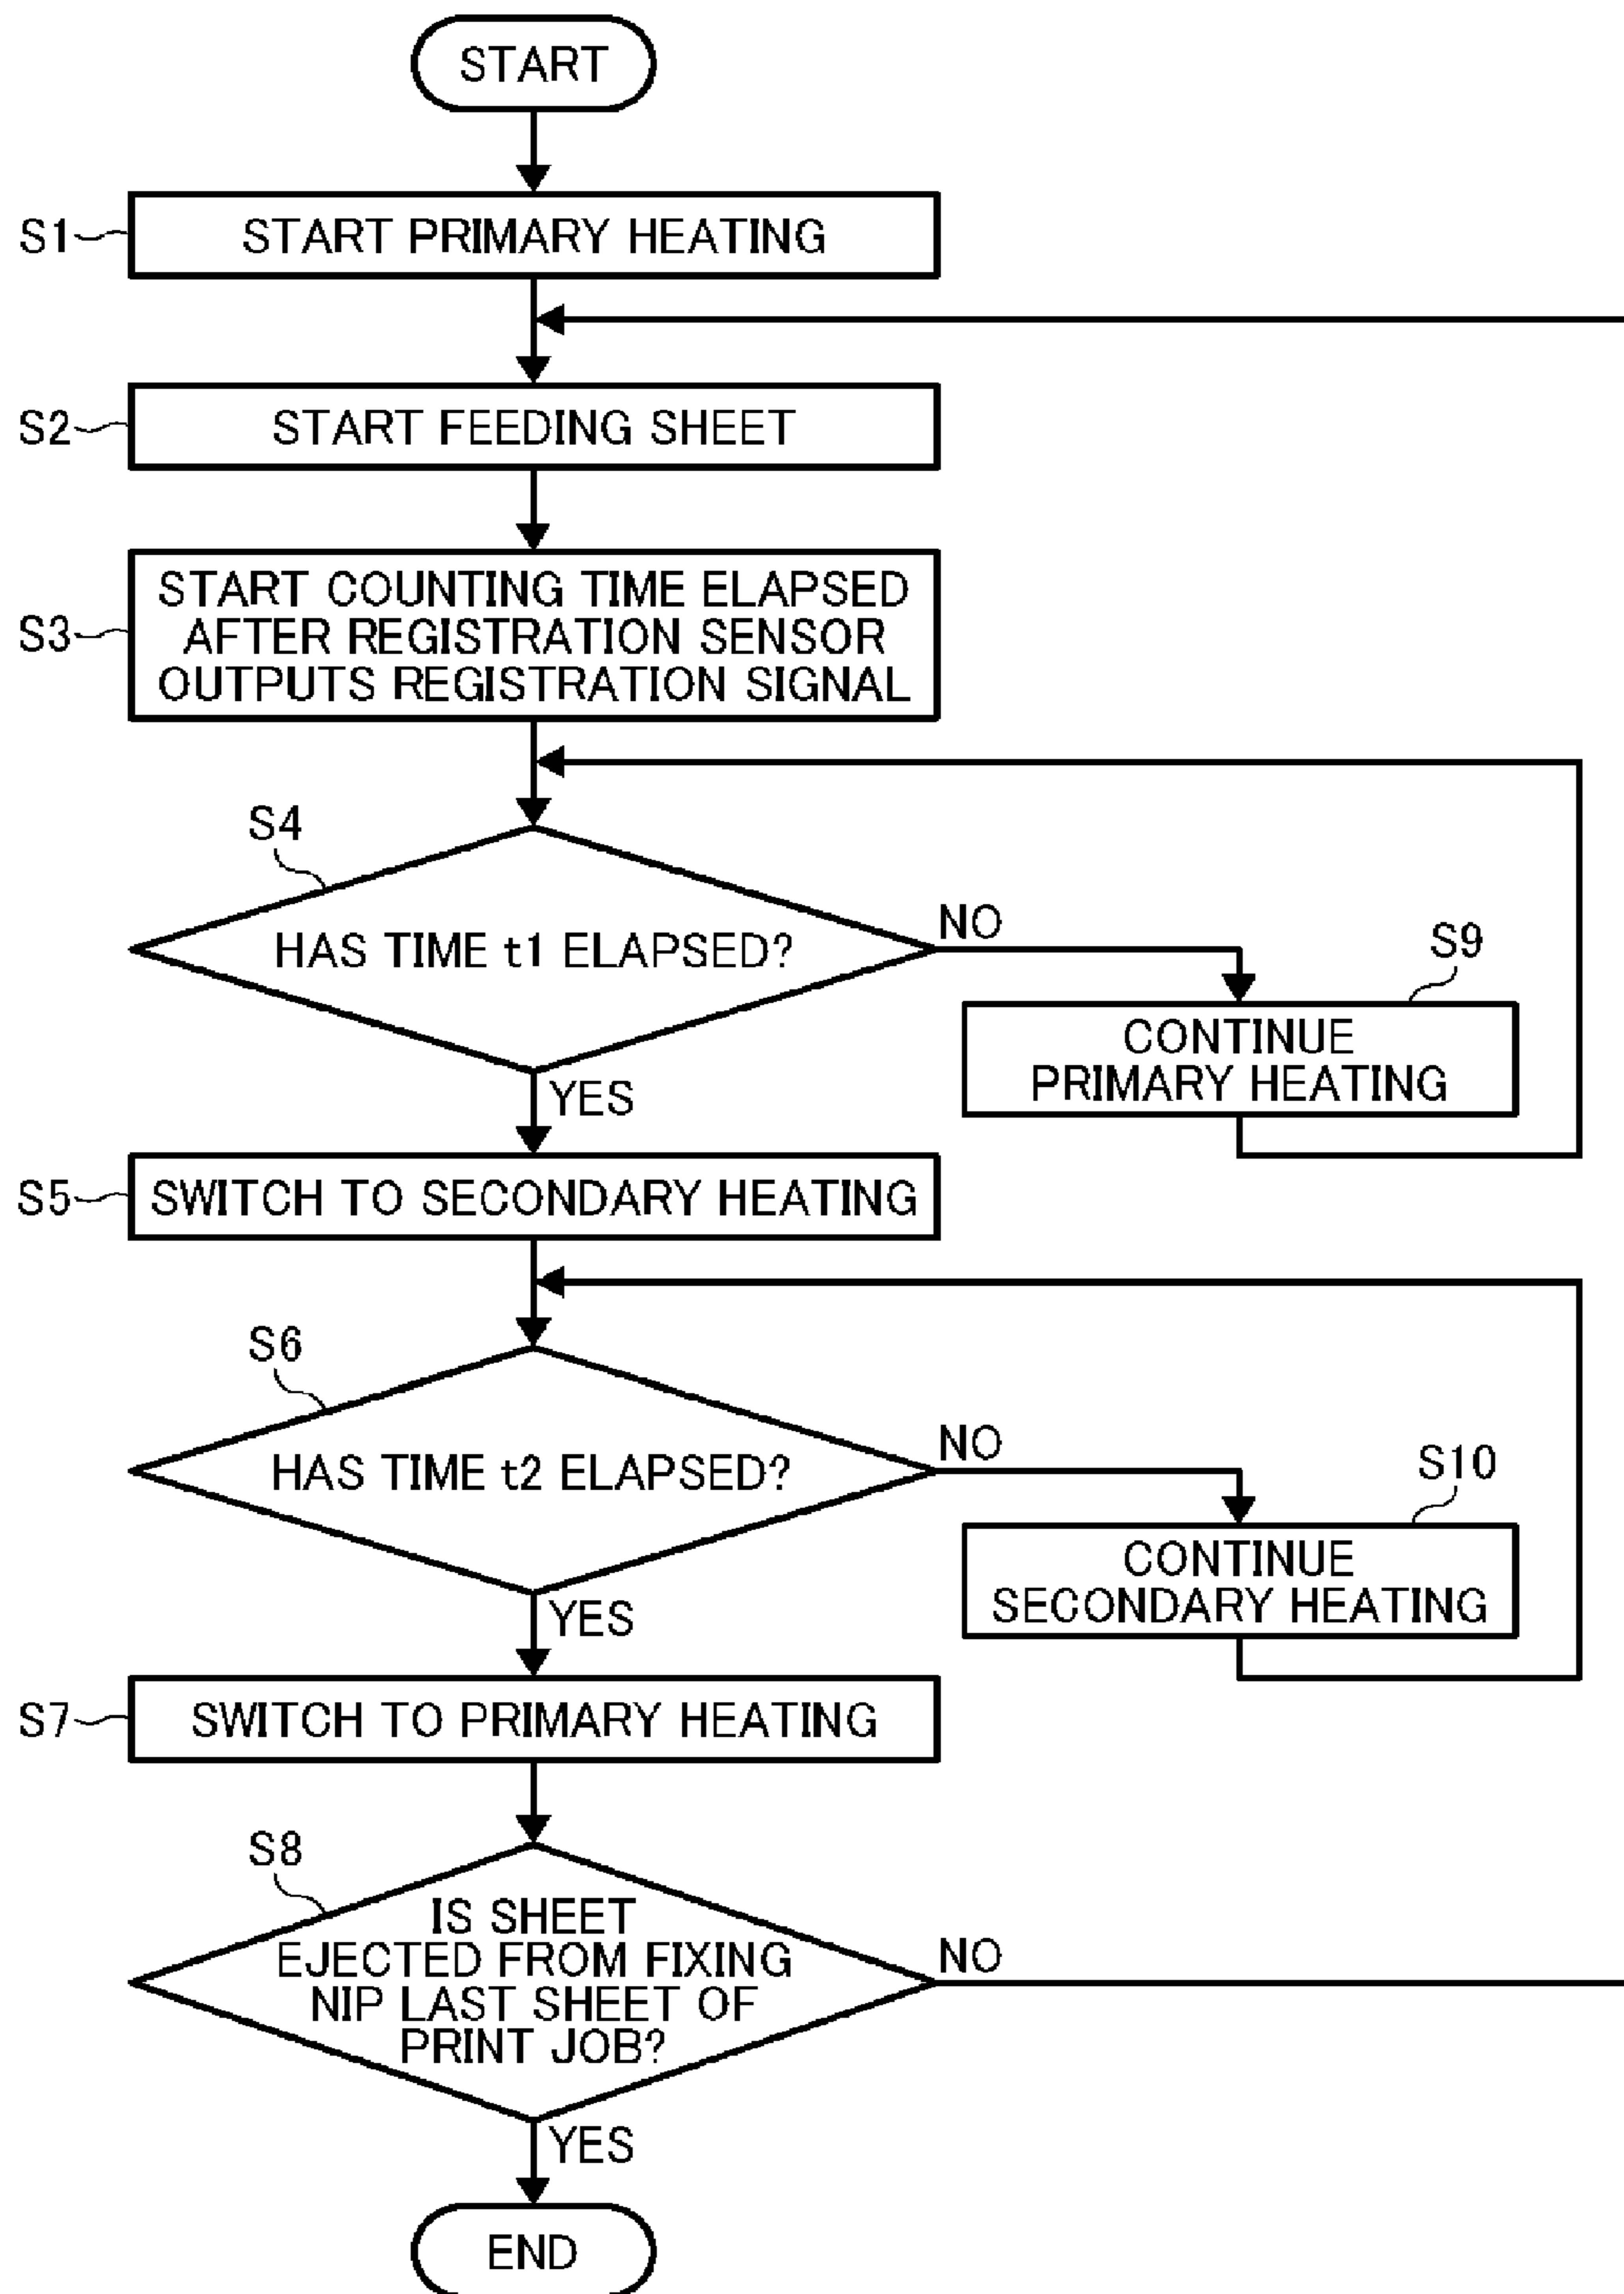 START
S1
START PRIMARY HEATING
S2
START FEEDING SHEET
S3
START COUNTING TIME ELAPSED
AFTER REGISTRATION SENSOR
OUTPUTS REGISTRATION SIGNAL
S4
HAS TIME t1 ELAPSED?
NO
S9
CONTINUE
PRIMARY HEATING
YES
S5
SWITCH TO SECONDARY HEATING
S6
HAS TIME t2 ELAPSED?
NO
S10
CONTINUE
SECONDARY HEATING
YES
S7
SWITCH TO PRIMARY HEATING
S8
IS SHEET
EJECTED FROM FIXING
NIP LAST SHEET OF
PRINT JOB?
NO
YES
END